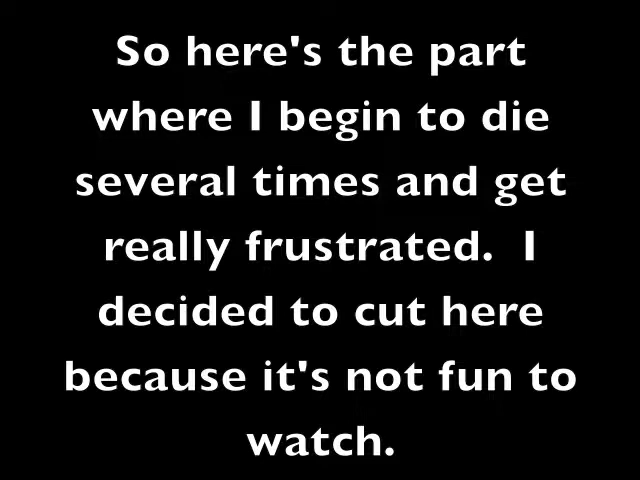 So here's the part
where I begin to die
several times and get
really frustrated.  I
decided to cut here
because it's not fun to
watch.